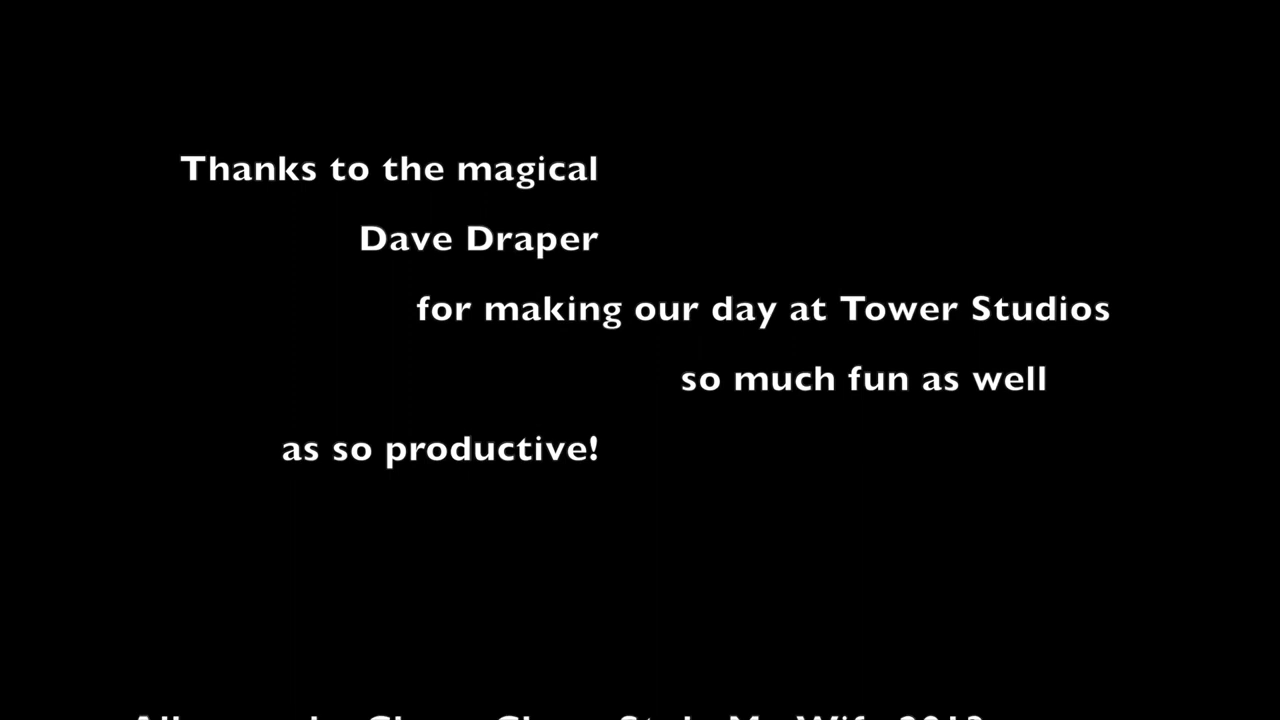 Thanks to the magical
Dave Draper
for making our day at Tower Studios
so much fun as well
as so productive!